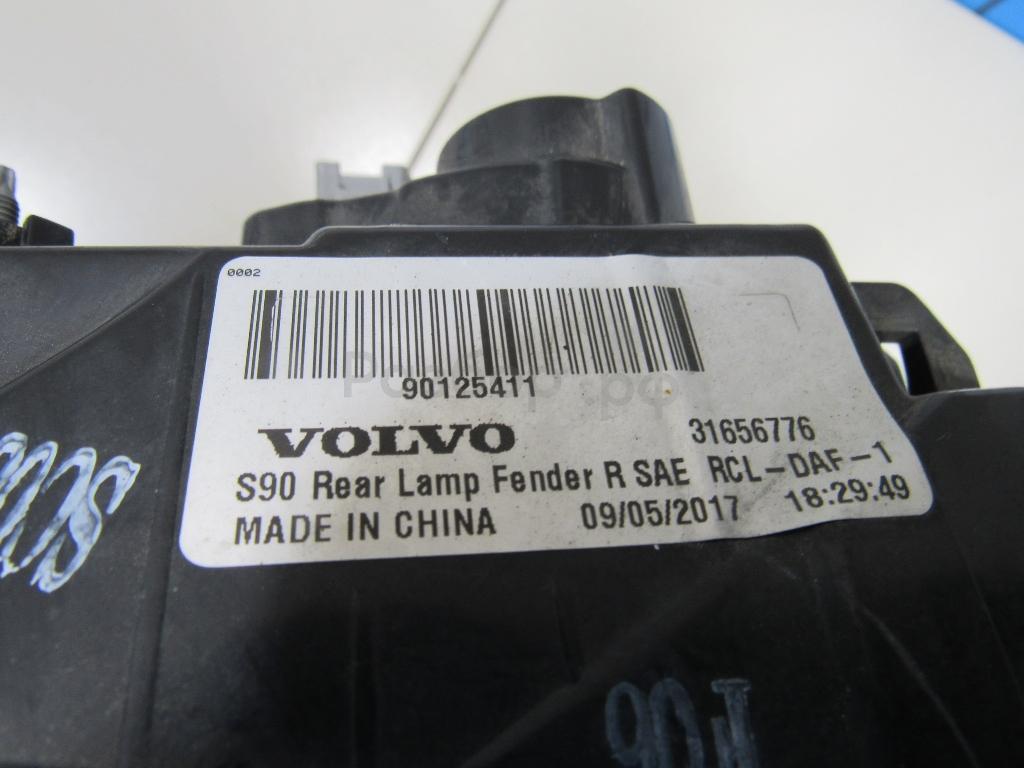 0002
90125411
VOLVO 31656776
S90 Rear Lamp Fender R SAE RCL-DAF-1
MADE IN CHINA 09/05/2017 18:29:49